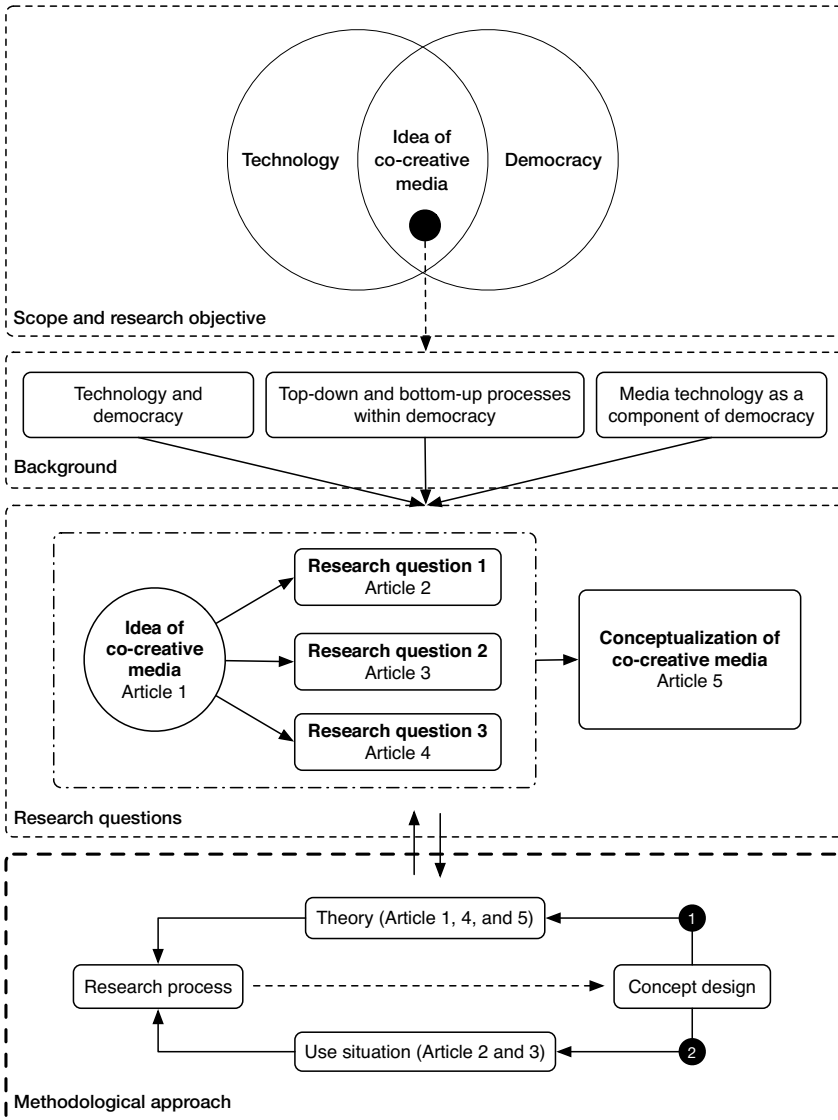 Technology
Idea of
co-creative
media
Democracy
Scope and research objective
Technology and
democracy
Top-down and bottom-up processes
within democracy
Media technology as a
component of democracy
Background
Idea of
co-creative
media
Article 1
Research question 1
Article 2
Research question 2
Article 3
Research question 3
Article 4
Conceptualization of
co-creative media
Article 5
Research questions
Theory (Article 1, 4, and 5)
1
Research process
Concept design
Use situation (Article 2 and 3)
2
Methodological approach